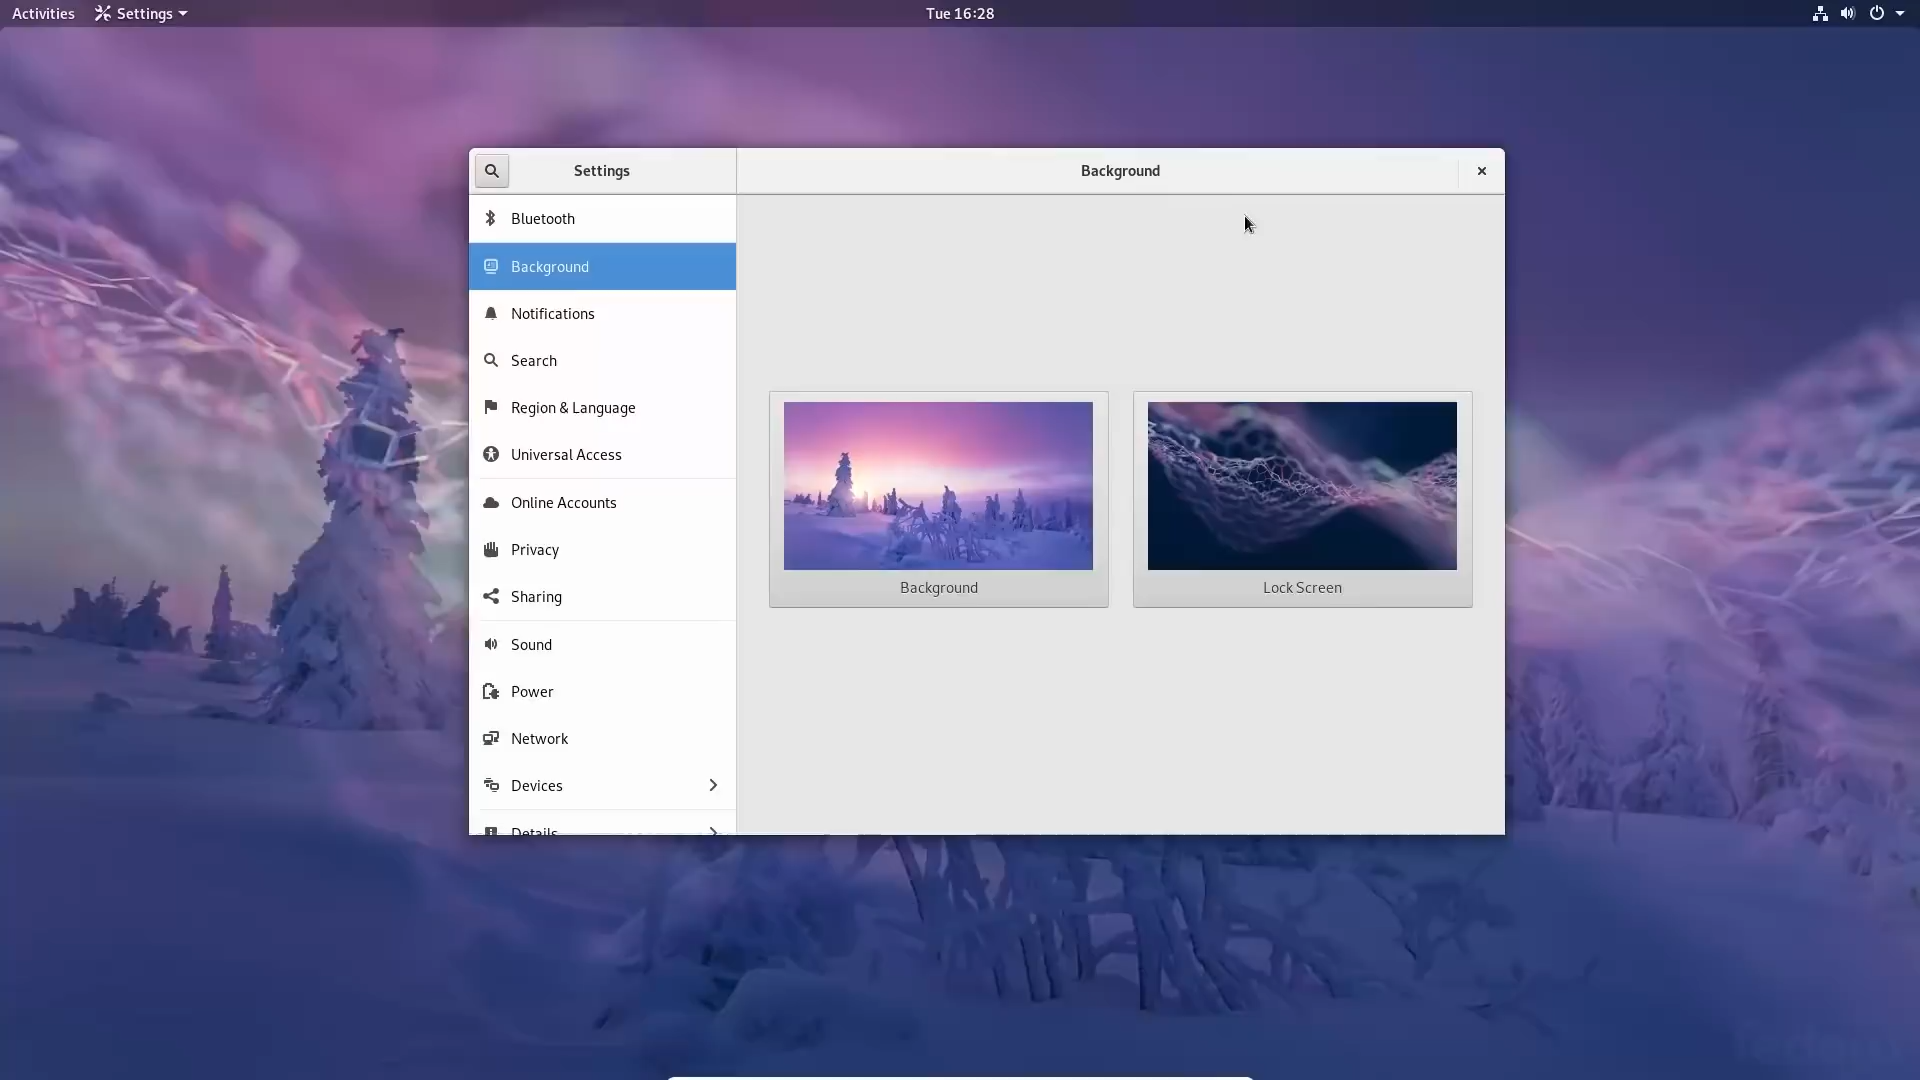 Activities
Settings
Tue 16:28
Settings
Background
Bluetooth
Background
Notifications
Search
Region & Language
Universal Access
Online Accounts
Privacy
Sharing
Sound
Power
Network
Devices
Details
Background
Lock Screen